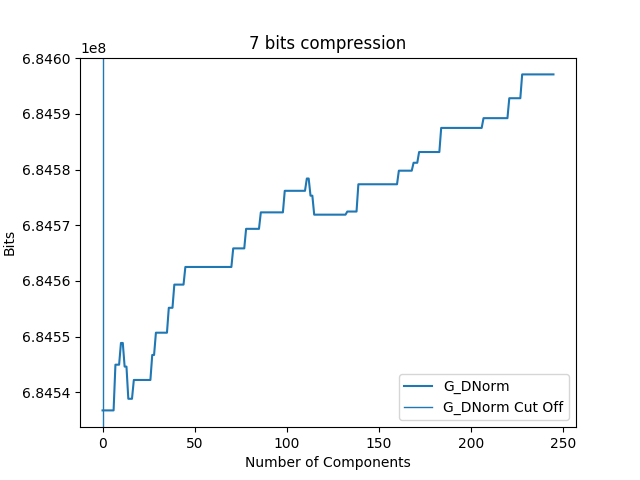 7 bits compression
1e8
6.8460
6.8459
6.8458
6.8457
6.8456
6.8455
6.8454
Bits
0 50 100 150 200 250
Number of Components
G_DNorm
G_DNorm Cut Off